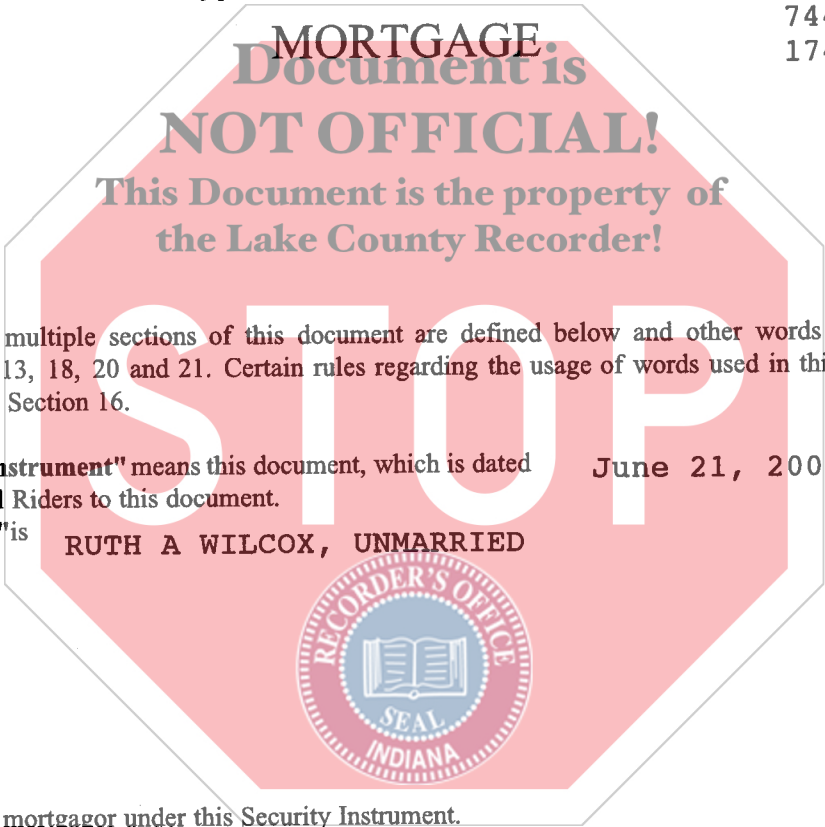 744
MORTGAGE
174
Document is
NOT OFFICIAL!
This Document is the property of
the Lake County Recorder!
STOP
multiple sections of this document are defined below and other words
13, 18, 20 and 21. Certain rules regarding the usage of words used in thi
Section 16.
nstrument" means this document, which is dated June 21, 200
Riders to this document.
" is RUTH A WILCOX, UNMARRIED
RECORDER'S OFFICE
SEAL
INDIANA
mortgagor under this Security Instrument.